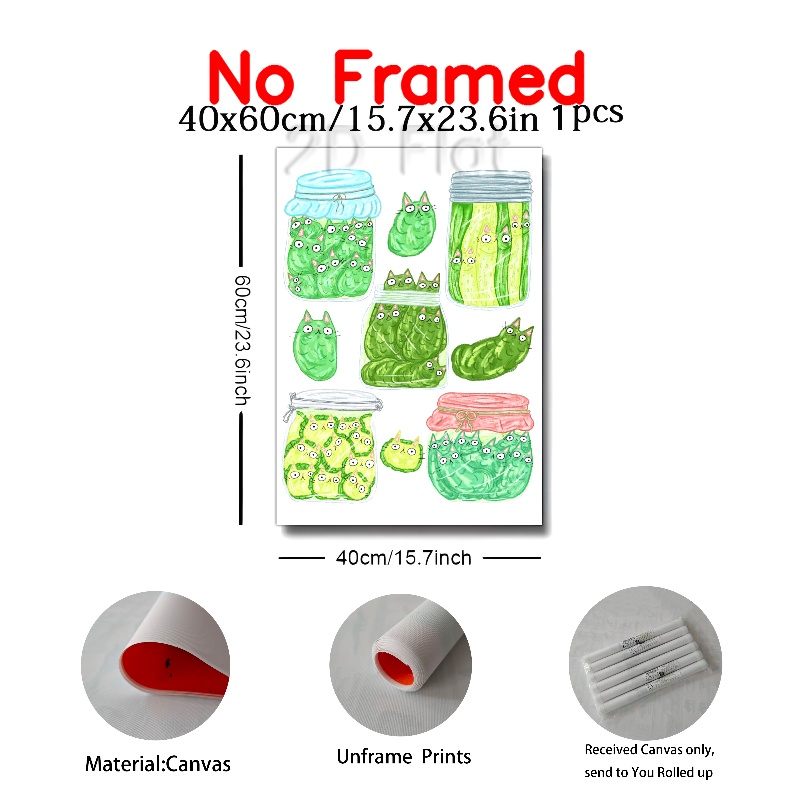 No Framed
40x60cm/15.7x23.6in 1pcs
2D Flat
60cm/23.6inch
40cm/15.7inch
Material:Canvas
Unframe Prints
Received Canvas only,
send to You Rolled up